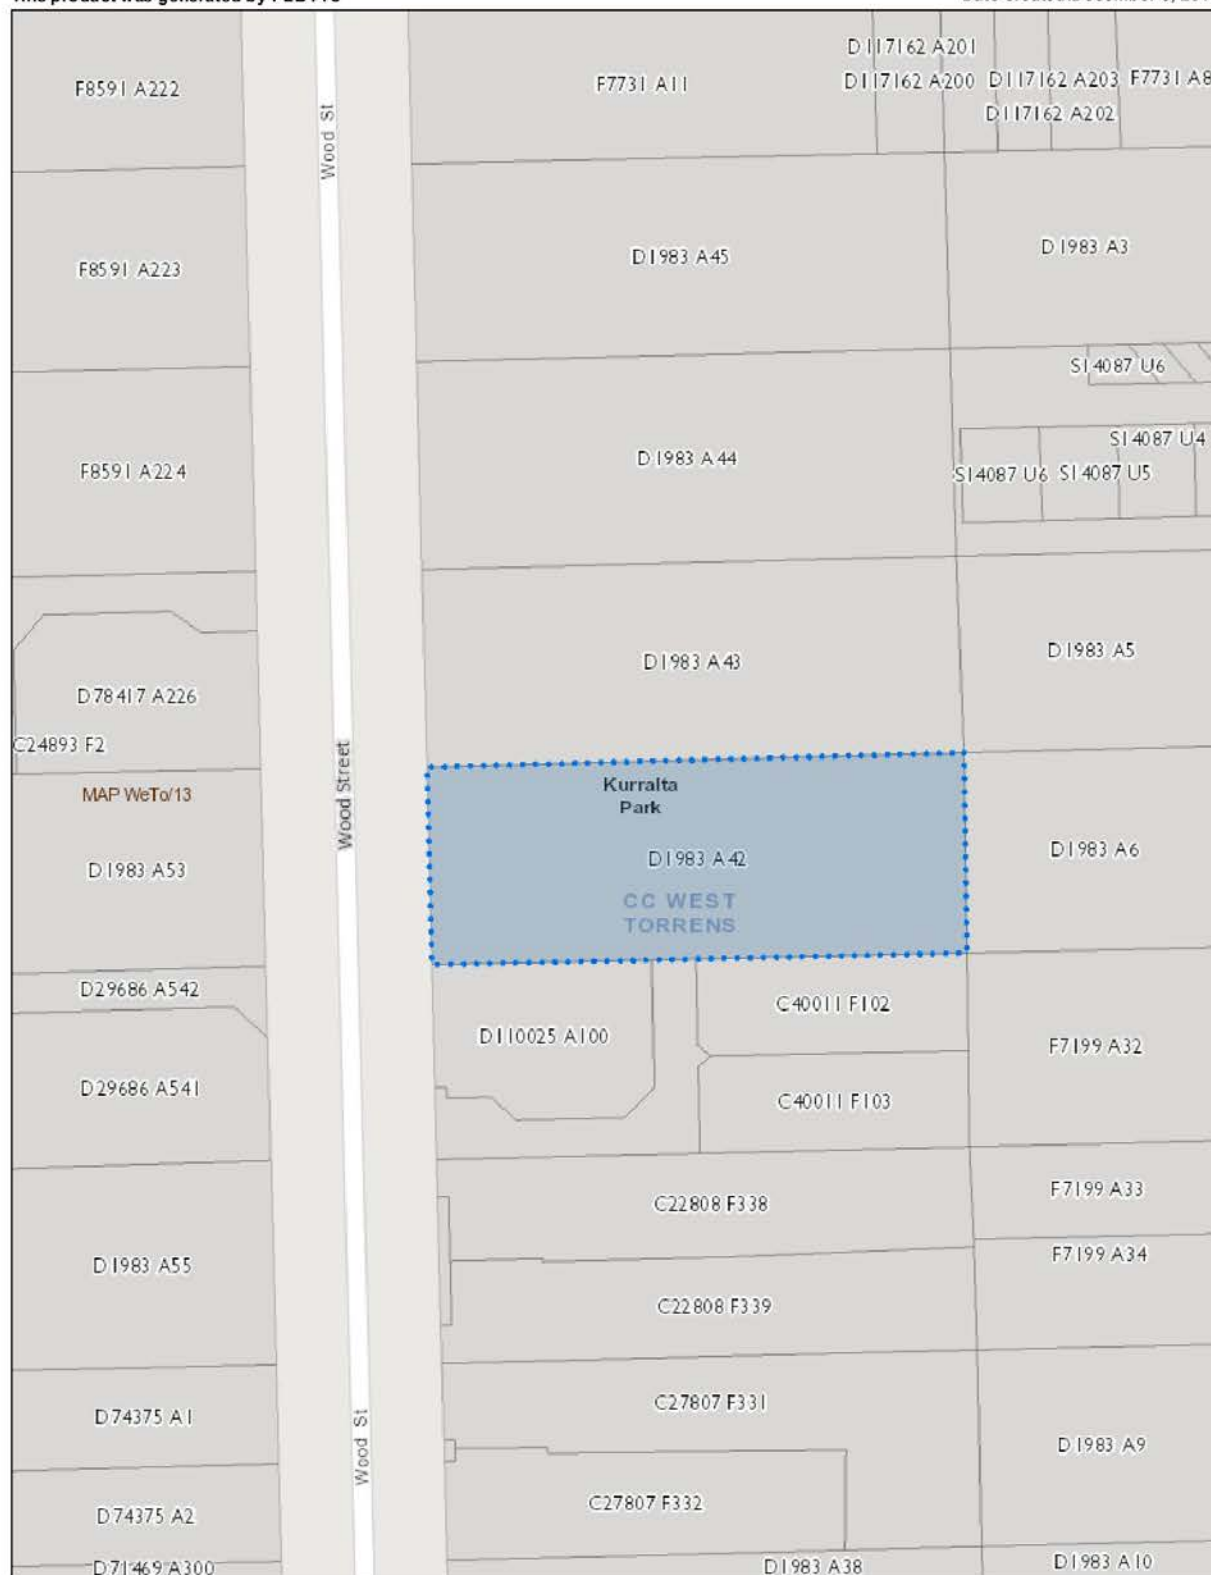 D117162 A201
F8591 A222
F7731 A11
D117162 A200
D117162 A203
F7731 A8
D117162 A202
Wood St
F8591 A223
D1983 A45
D1983 A3
S14087 U6
F8591 A224
D1983 A44
S14087 U4
S14087 U6
S14087 U5
D1983 A43
D1983 A5
D78417 A226
C24893 F2
Wood Street
MAP WeTo/13
Kurralta
Park
D1983 A53
D1983 A42
D1983 A6
CC WEST
TORRENS
D29686 A542
C40011 F102
D110025 A100
F7199 A32
D29686 A541
C40011 F103
C22808 F338
F7199 A33
D1983 A55
F7199 A34
C22808 F339
D74375 A1
C27807 F331
Wood St
D1983 A9
D74375 A2
C27807 F332
D71469 A300
D1983 A38
D1983 A10